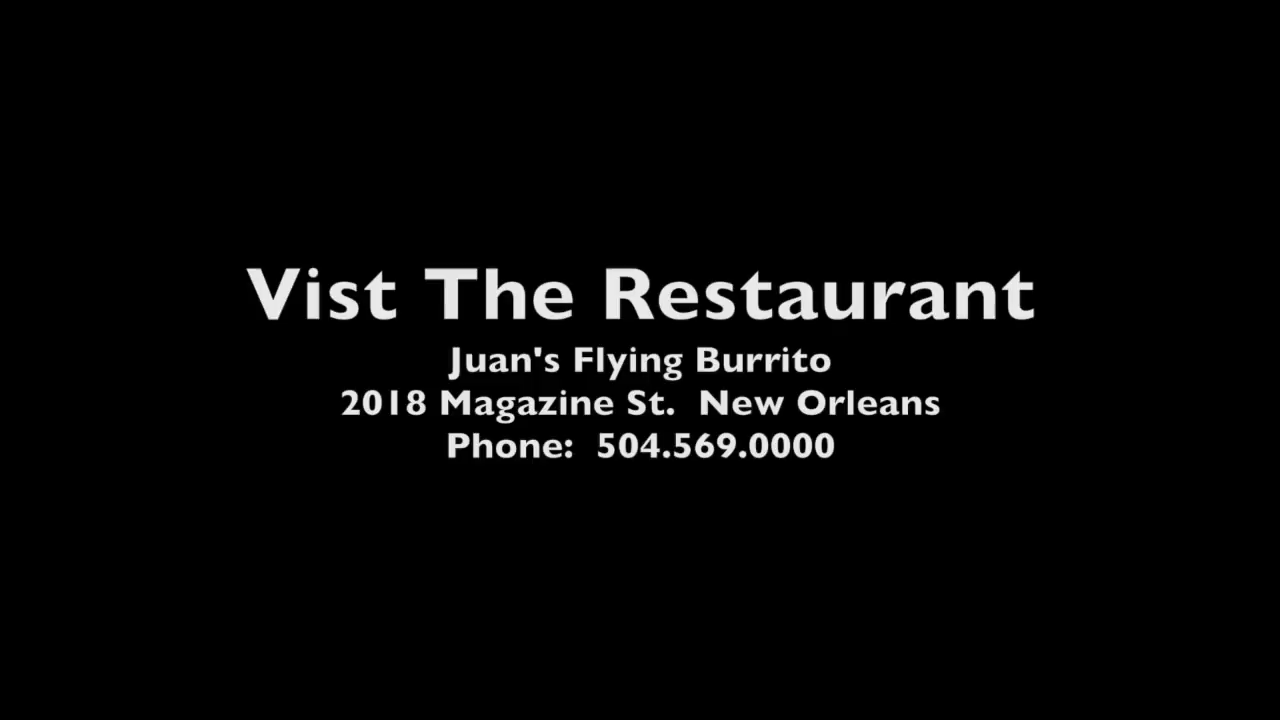 Vist The Restaurant
Juan's Flying Burrito
2018 Magazine St.  New Orleans
Phone:  504.569.0000